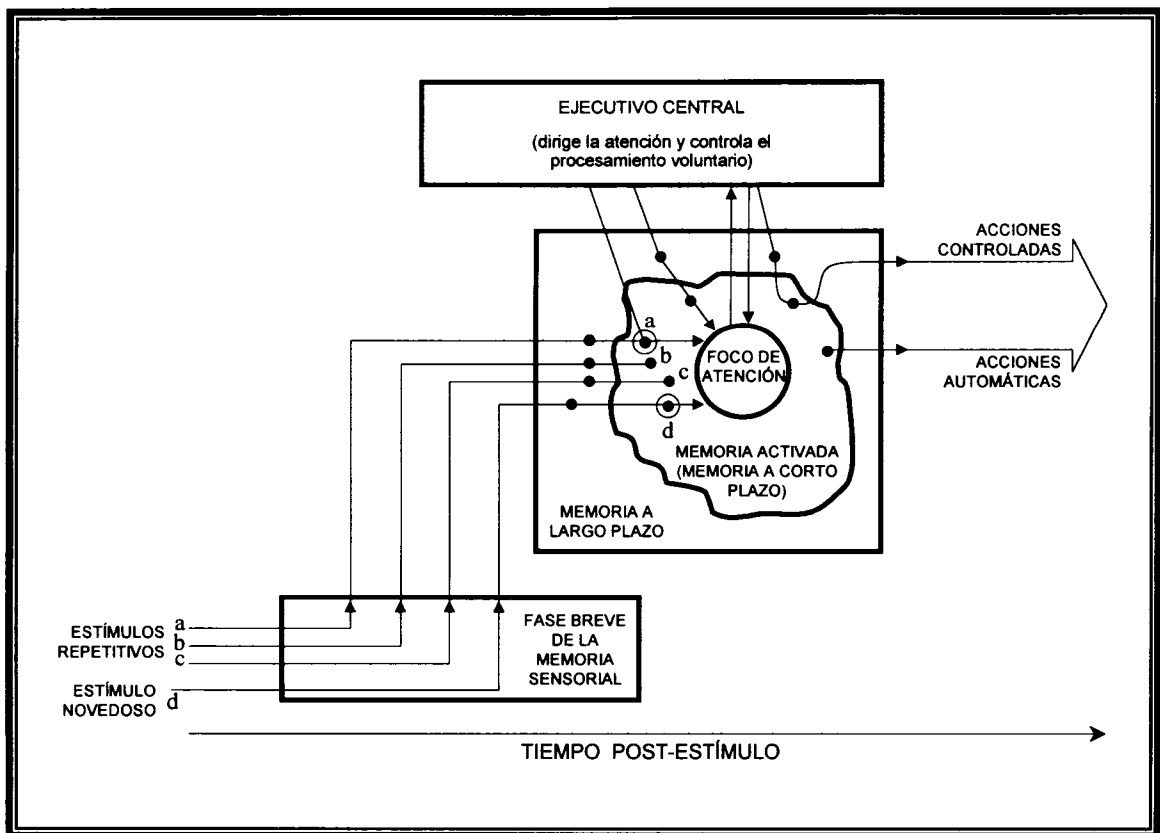 EJECUTIVO CENTRAL
(dirige la atención y controla el
procesamiento voluntario)
ACCIONES
CONTROLADAS
a
b
c
d
FOCO DE
ATENCIÓN
ACCIONES
AUTOMÁTICAS
MEMORIA ACTIVADA
(MEMORIA A CORTO
PLAZO)
MEMORIA A
LARGO PLAZO
FASE BREVE
DE LA
MEMORIA
SENSORIAL
ESTÍMULOS a
REPETITIVOS b
c
ESTÍMULO
NOVEDOSO d
TIEMPO POST-ESTÍMULO